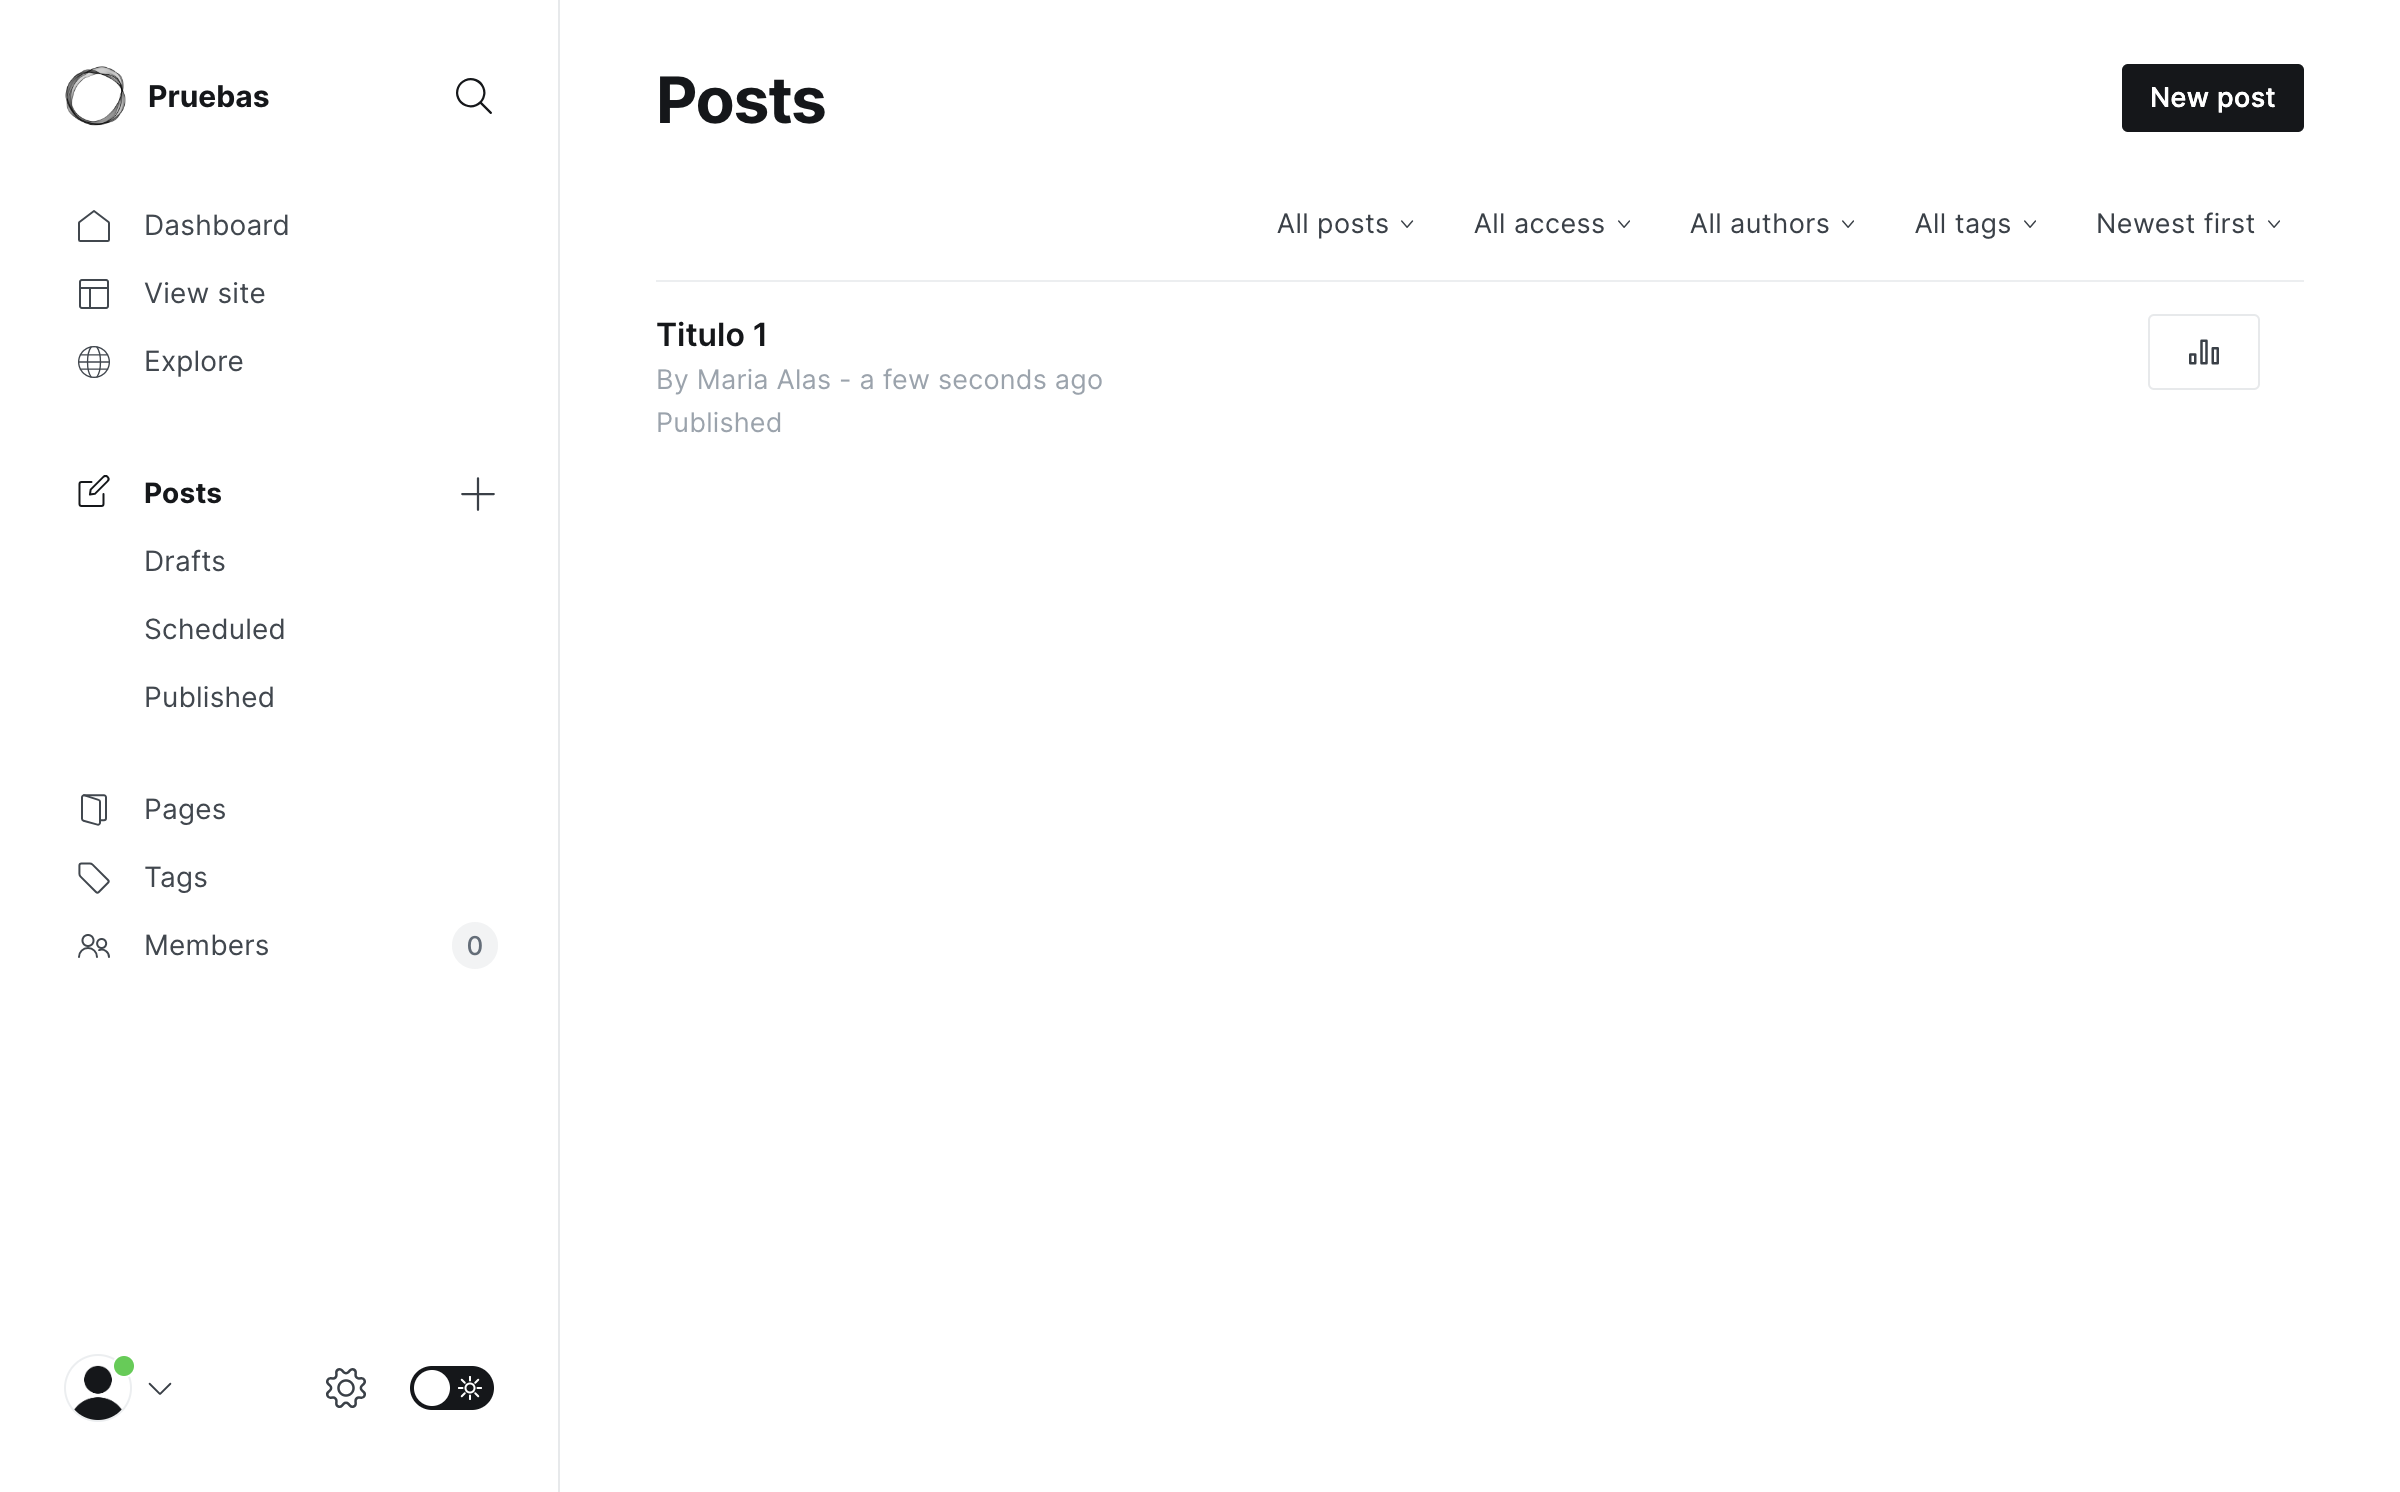 Pruebas
Dashboard
View site
Explore
Posts
Drafts
Scheduled
Published
Pages
Tags
Members 0
Posts
New post
All posts All access All authors All tags Newest first
Titulo 1
By Maria Alas - a few seconds ago
Published